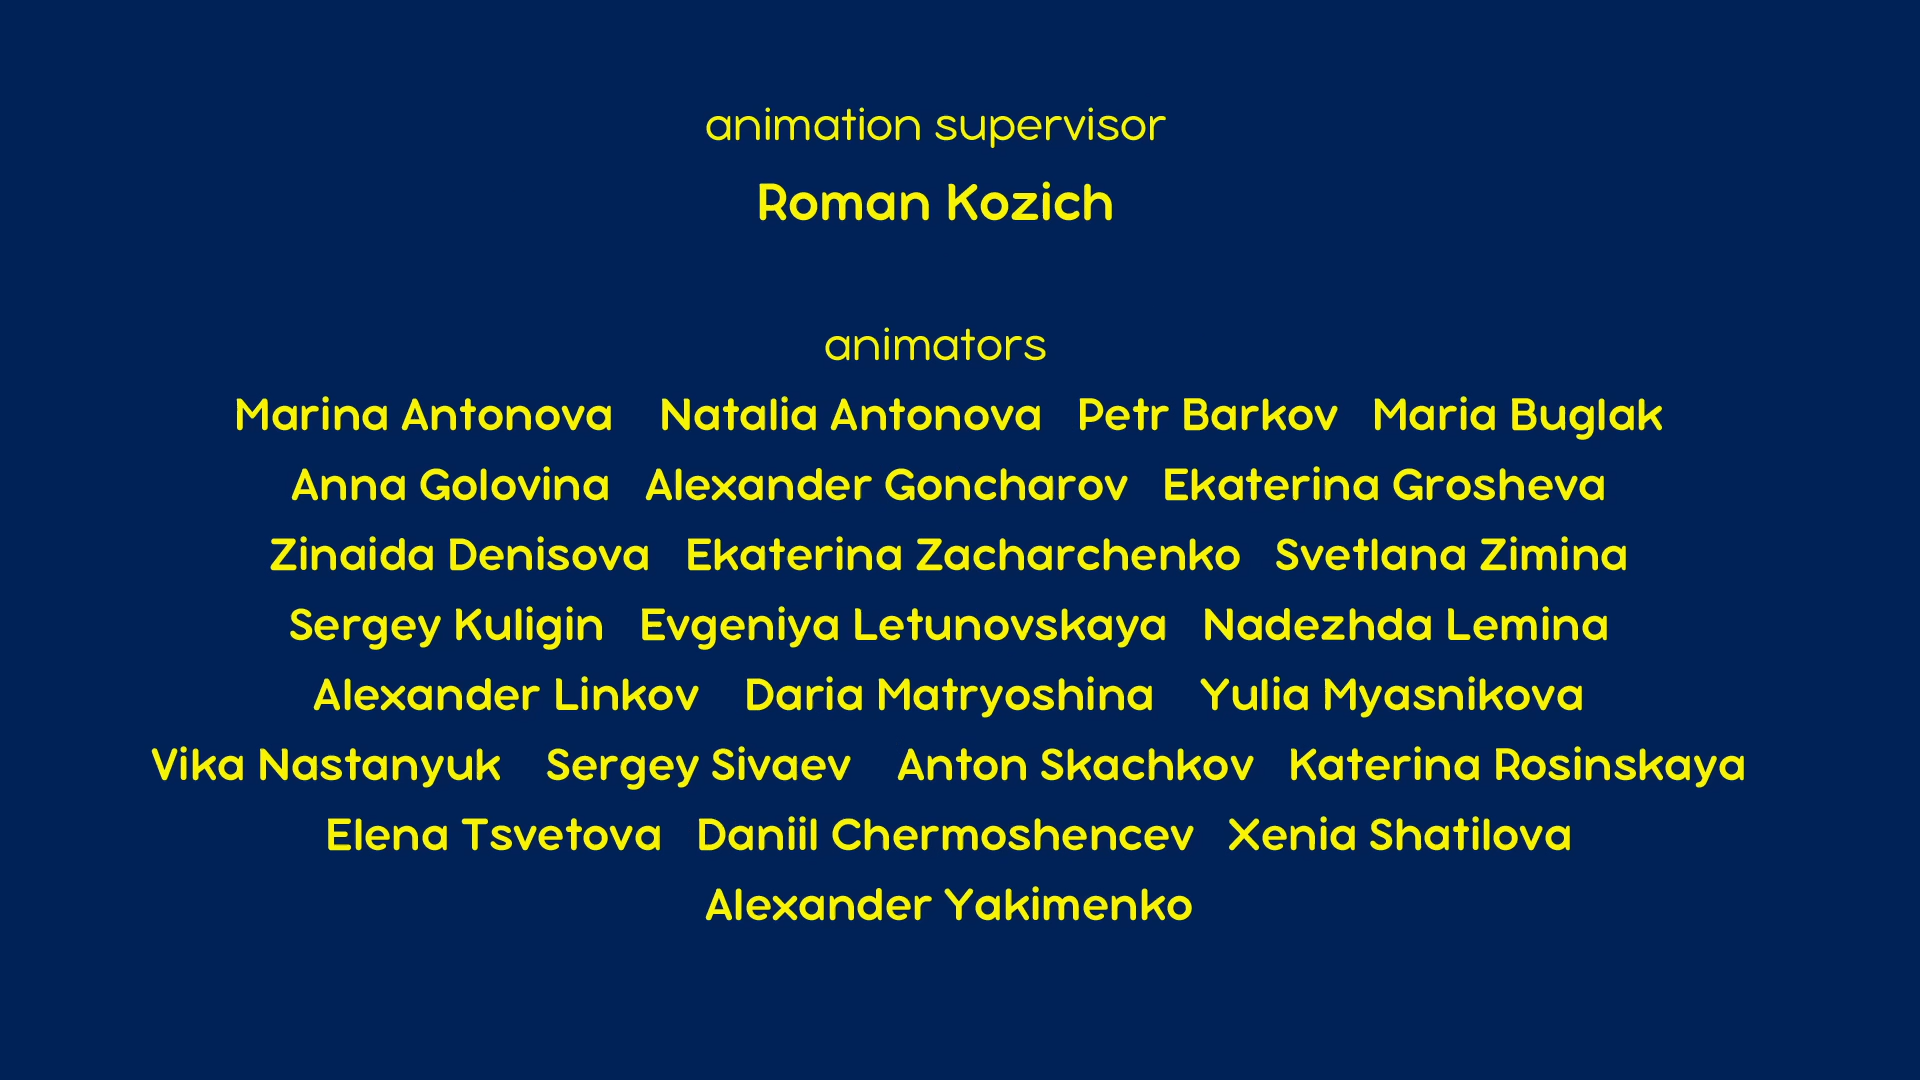 animation supervisor
Roman Kozich
animators
Marina Antonova Natalia Antonova Petr Barkov Maria Buglak
Anna Golovina Alexander Goncharov Ekaterina Grosheva
Zinaida Denisova Ekaterina Zacharchenko Svetlana Zimina
Sergey Kuligin Evgeniya Letunovskaya Nadezhda Lemina
Alexander Linkov Daria Matryoshina Yulia Myasnikova
Vika Nastanyuk Sergey Sivaev Anton Skachkov Katerina Rosinskaya
Elena Tsvetova Daniil Chermoshencev Xenia Shatilova
Alexander Yakimenko